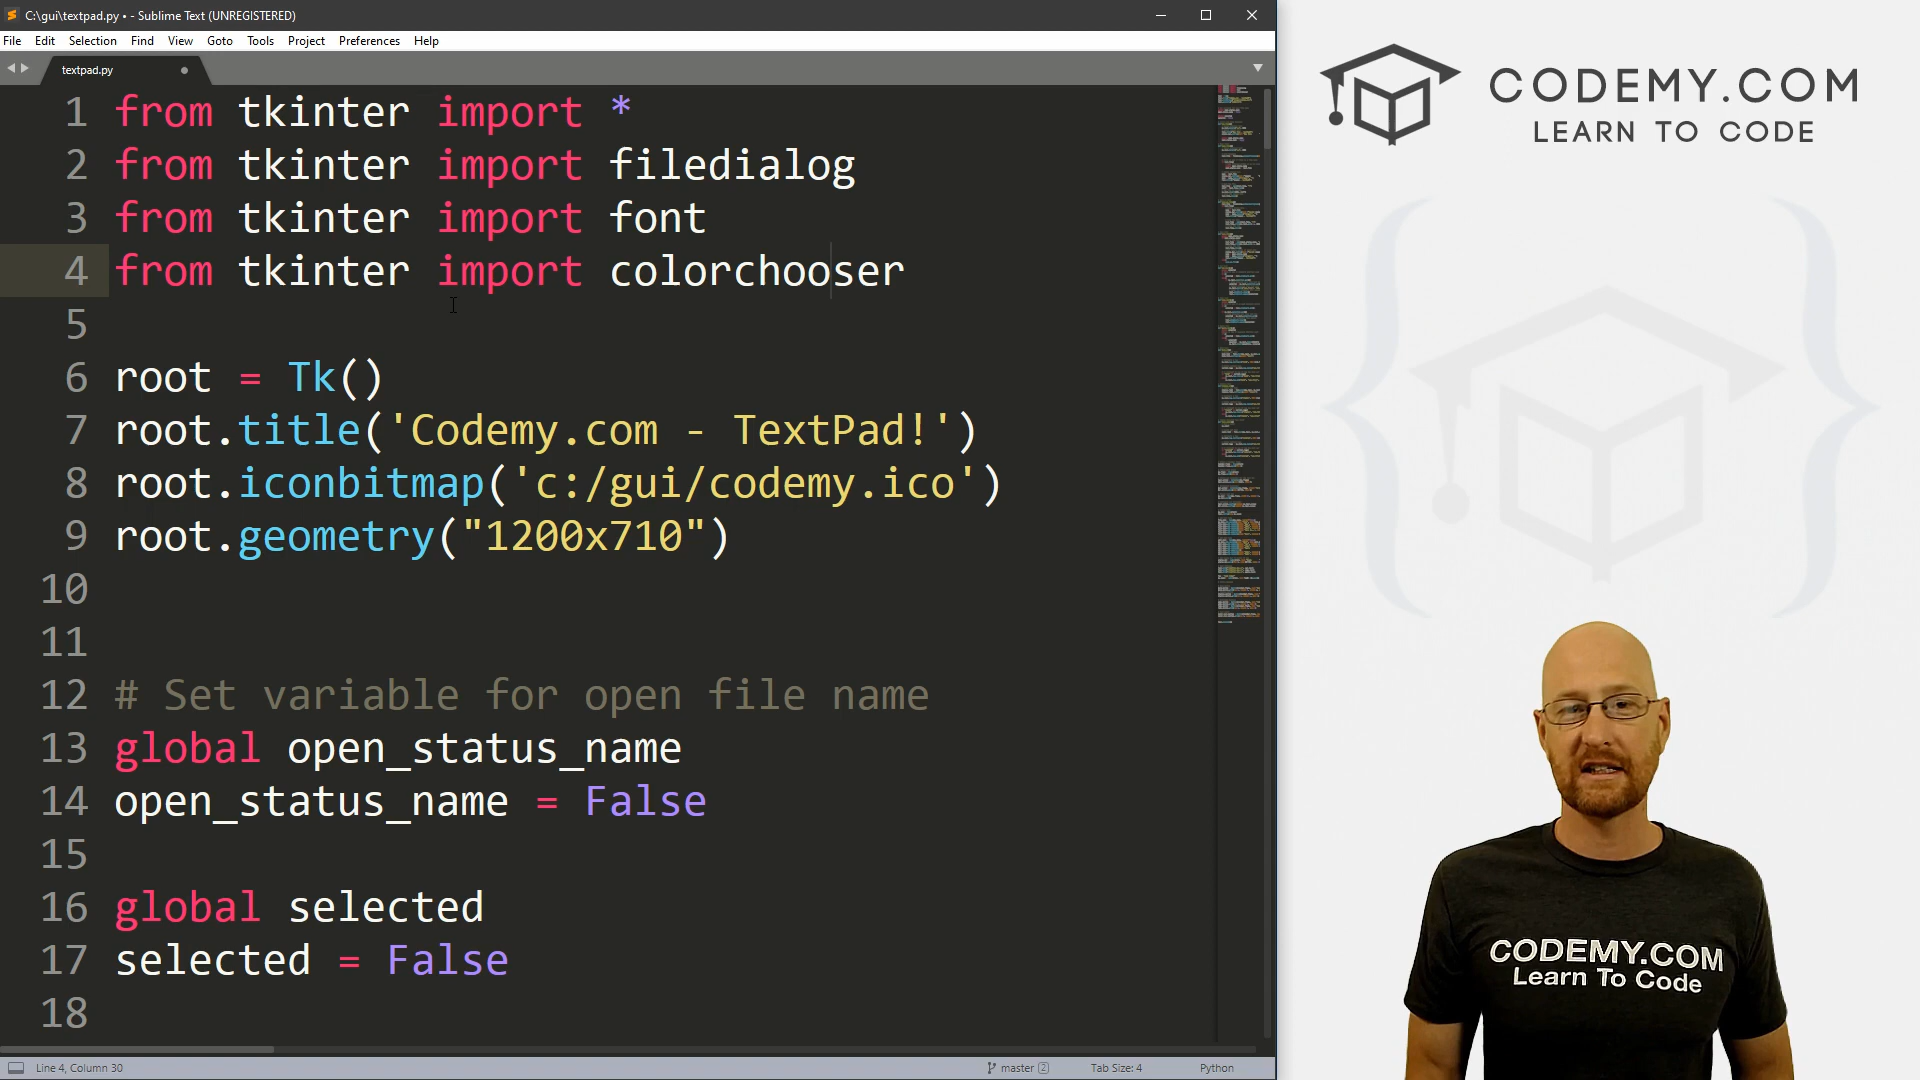 C:\gui\textpad.py • - Sublime Text (UNREGISTERED)
File Edit Selection Find View Goto Tools Project Preferences Help
textpad.py
1 from tkinter import *
2 from tkinter import filedialog
3 from tkinter import font
4 from tkinter import colorchooser
5
6 root = Tk()
7 root.title('Codemy.com - TextPad!')
8 root.iconbitmap('c:/gui/codemy.ico')
9 root.geometry("1200x710")
10
11
12 # Set variable for open file name
13 global open_status_name
14 open_status_name = False
15
16 global selected
17 selected = False
18
Line 4, Column 30 master 2 Tab Size: 4 Python
CODEMY.COM
LEARN TO CODE
CODEMY.COM
Learn To Code